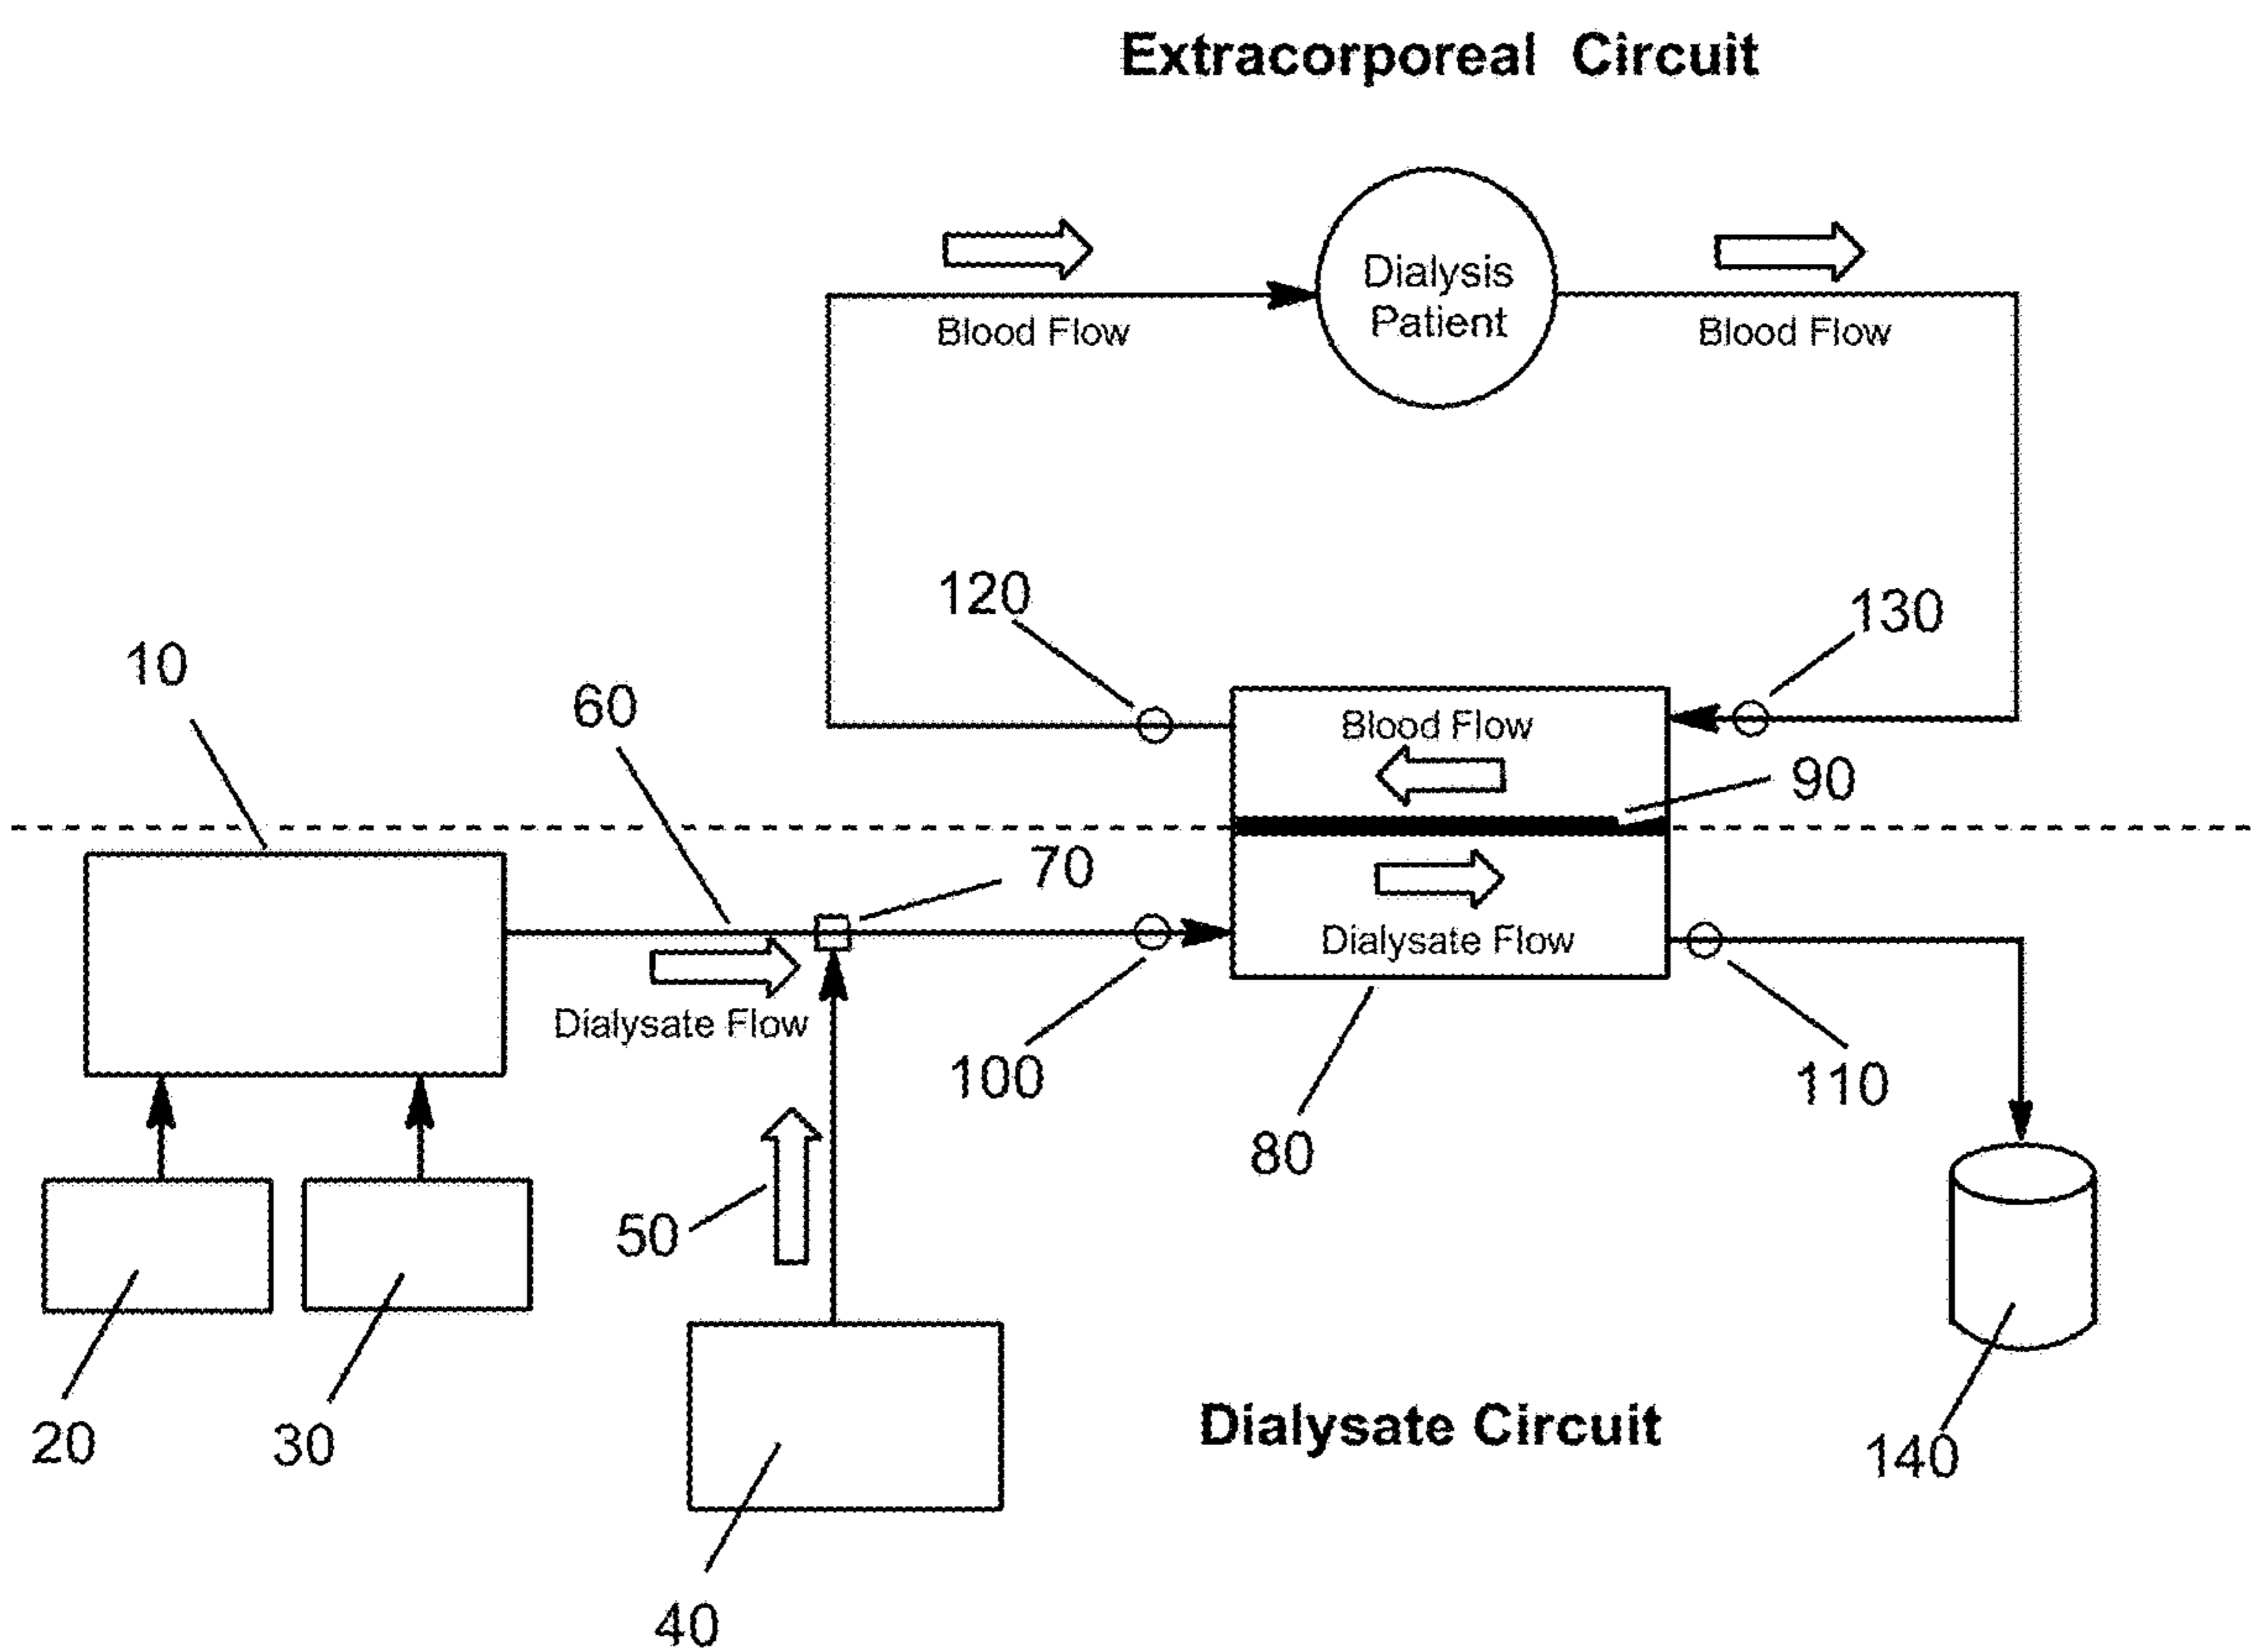 Extracorporeal Circuit
Dialysis
Patient
Blood Flow
Blood Flow
120
130
10
60
Blood Flow
90
70
Dialysate Flow
Dialysate Flow
100
110
80
50
20
30
Dialysate Circuit
140
40